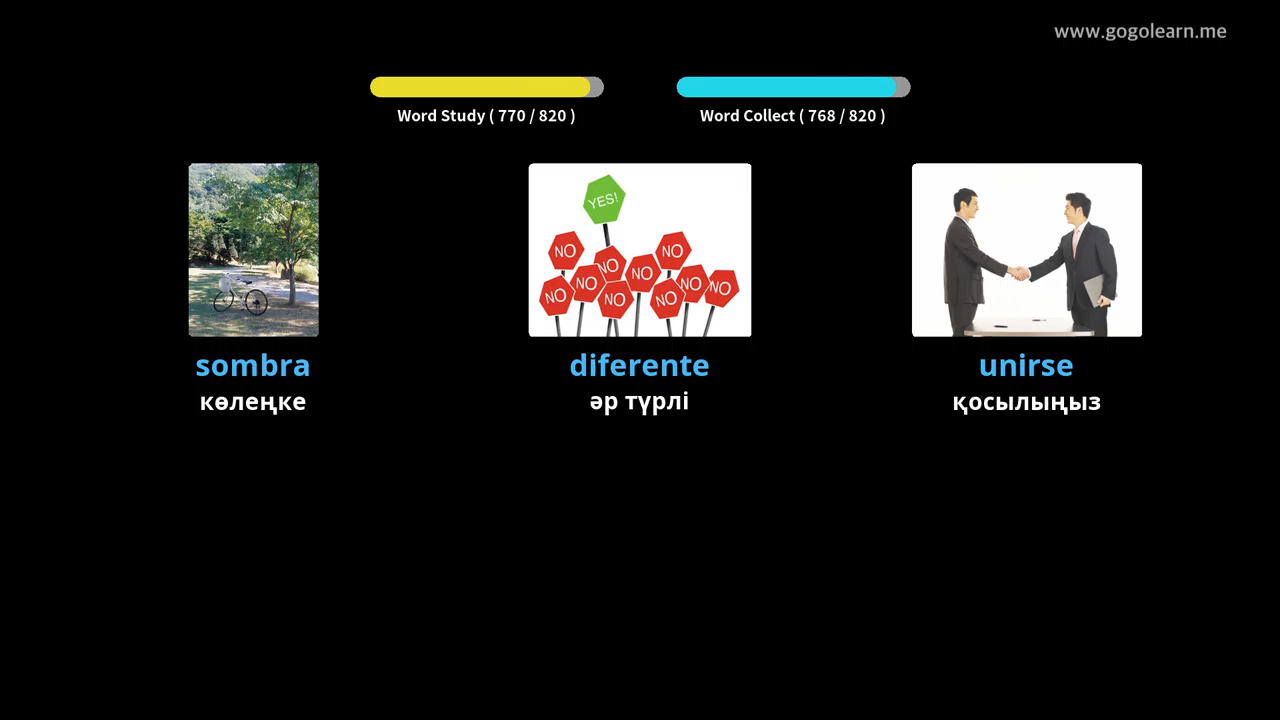 www.gogolearn.me
Word Study ( 770 / 820 )
Word Collect ( 768 / 820 )
YES!
NO
NO
NO
NO
NO
NO
NO
NO
NO
NO
sombra
diferente
unirse
көлеңке
әр түрлі
қосылыңыз